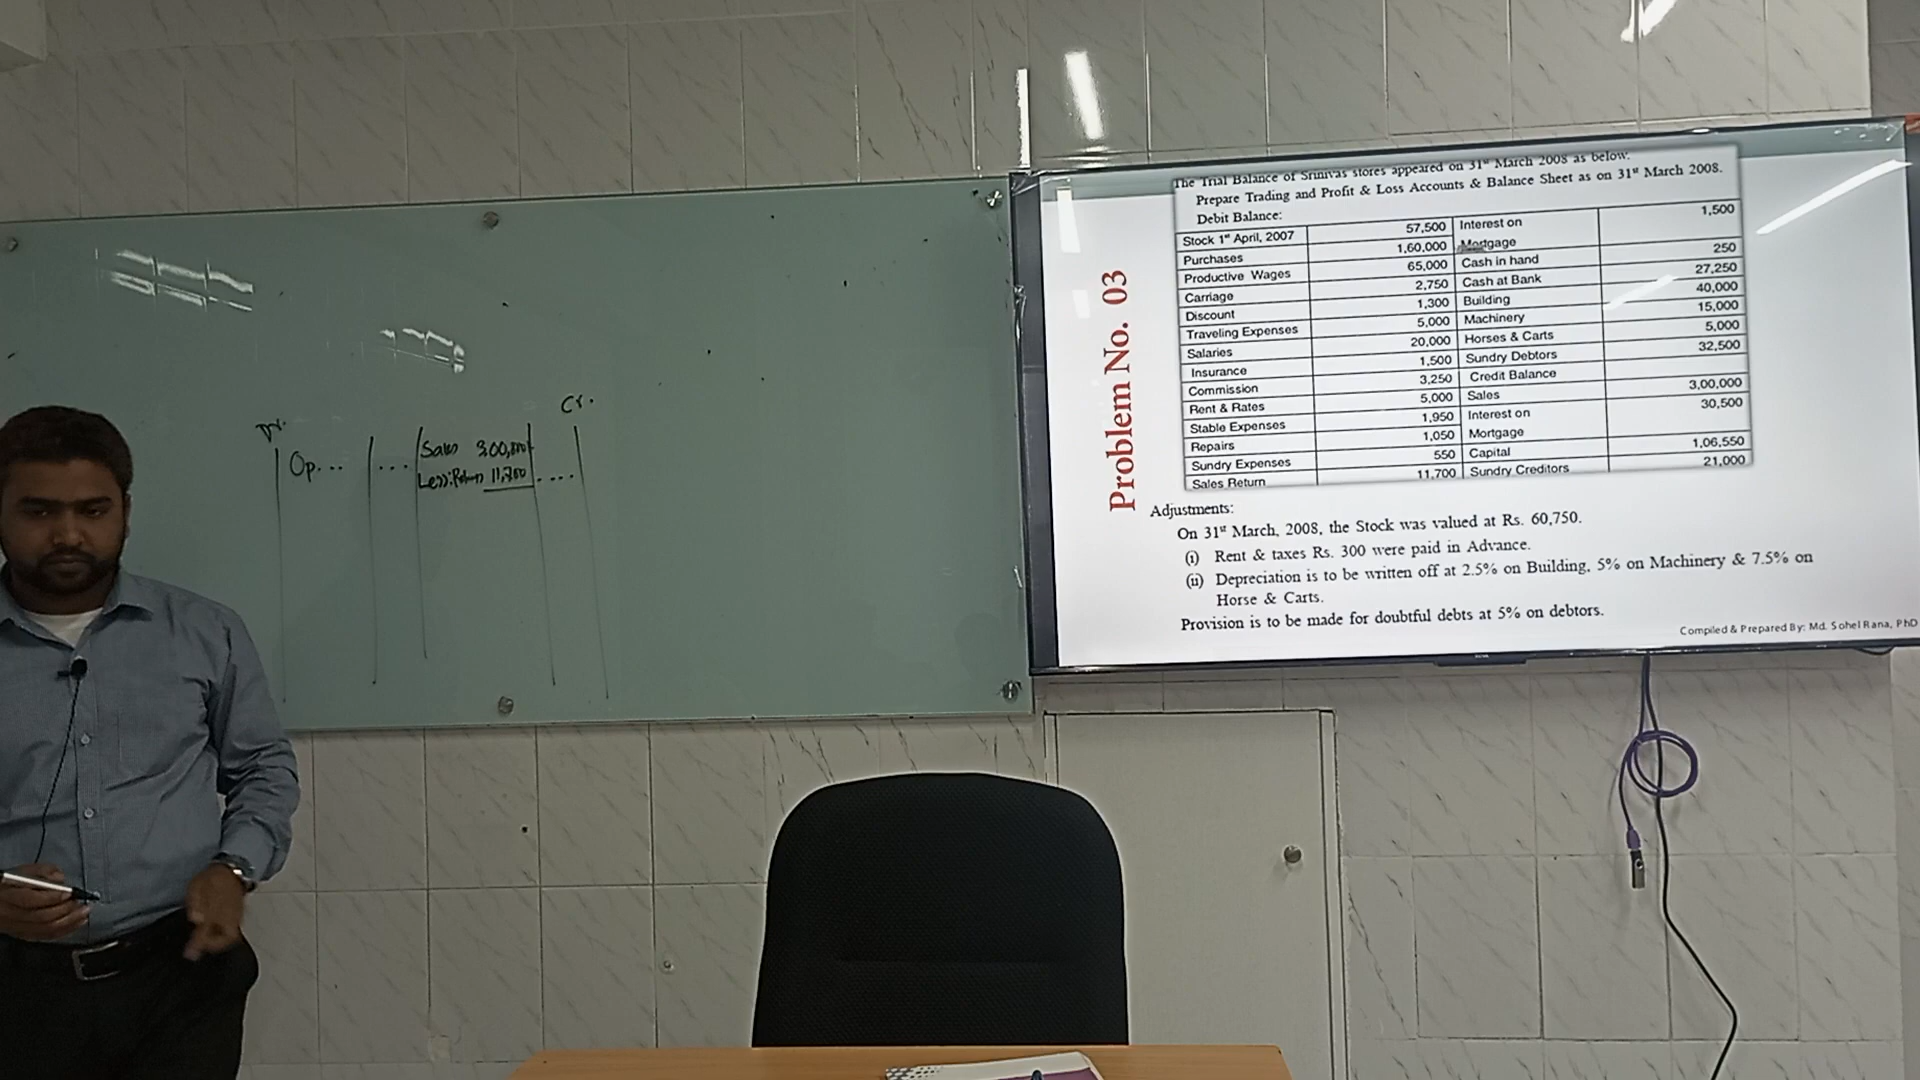 Dr.
Cr.
Op. ...
...
Sales 3,00,000
Less: Return 11,700
....
Problem No. 03
The Trial Balance of Srinivas stores appeared on 31st March 2008 as below.
Prepare Trading and Profit & Loss Accounts & Balance Sheet as on 31st March 2008.
Debit Balance:
Stock 1st April, 2007 57,500 Interest on 1,500
Purchases 1,60,000 Mortgage
Productive Wages 65,000 Cash in hand 250
Carriage 2,750 Cash at Bank 27,250
Discount 1,300 Building 40,000
Traveling Expenses 5,000 Machinery 15,000
Salaries 20,000 Horses & Carts 5,000
Insurance 1,500 Sundry Debtors 32,500
Commission 3,250 Credit Balance
Rent & Rates 5,000 Sales 3,00,000
Stable Expenses 1,950 Interest on 30,500
Repairs 1,050 Mortgage
Sundry Expenses 550 Capital 1,06,550
Sales Return 11,700 Sundry Creditors 21,000
Adjustments:
On 31st March, 2008, the Stock was valued at Rs. 60,750.
(i) Rent & taxes Rs. 300 were paid in Advance.
(ii) Depreciation is to be written off at 2.5% on Building, 5% on Machinery & 7.5% on
Horse & Carts.
Provision is to be made for doubtful debts at 5% on debtors.
Compiled & Prepared By: Md. Sohel Rana, PhD